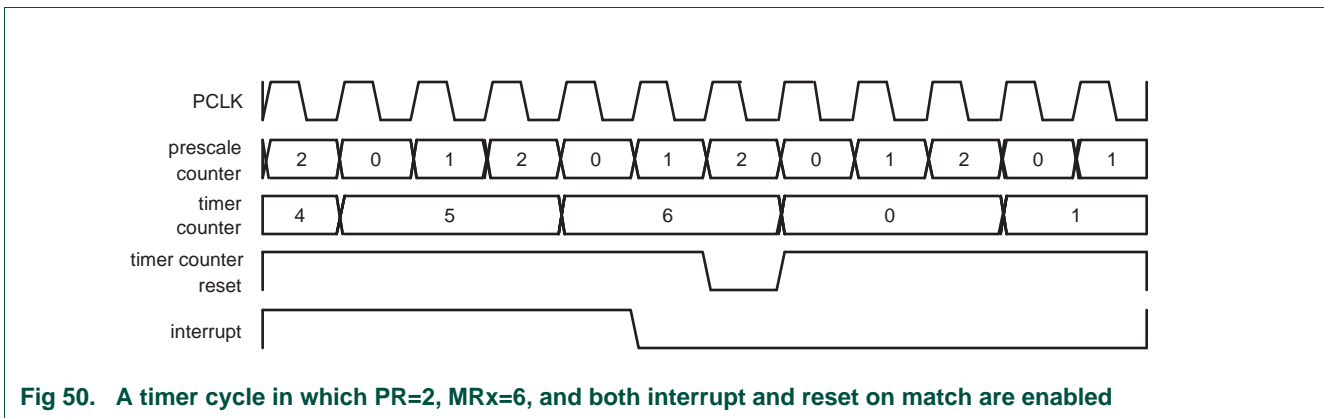 PCLK
prescale
counter
2 0 1 2 0 1 2 0 1 2 0 1
timer
counter
4 5 6 0 1
timer counter
reset
interrupt
Fig 50. A timer cycle in which PR=2, MRx=6, and both interrupt and reset on match are enabled